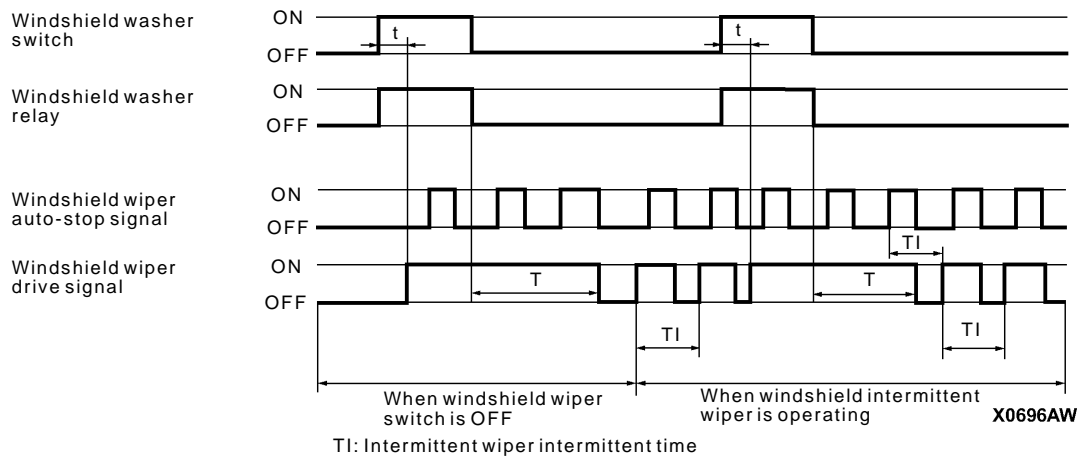 Windshield washer
switch
ON
OFF
t
t
Windshield washer
relay
ON
OFF
Windshield wiper
auto-stop signal
ON
OFF
TI
Windshield wiper
drive signal
ON
OFF
T
T
TI
TI
When windshield wiper
switch is OFF
When windshield intermittent
wiper is operating
X0696AW
TI: Intermittent wiper intermittent time